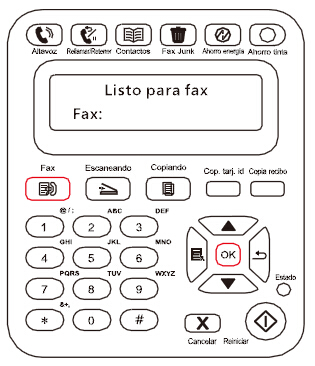 Altavoz Rellamar/Retener Contactos Fax Junk Ahorro energía Ahorro tinta
Listo para fax
Fax:
Fax Escaneando Copiando Cop. tarj. id Copia recibo
@/: ABC DEF
1 2 3
GHI JKL MNO
4 5 6
OK
PQRS TUV WXYZ
7 8 9
Estado
&+,
* 0 #
X
Cancelar Reiniciar